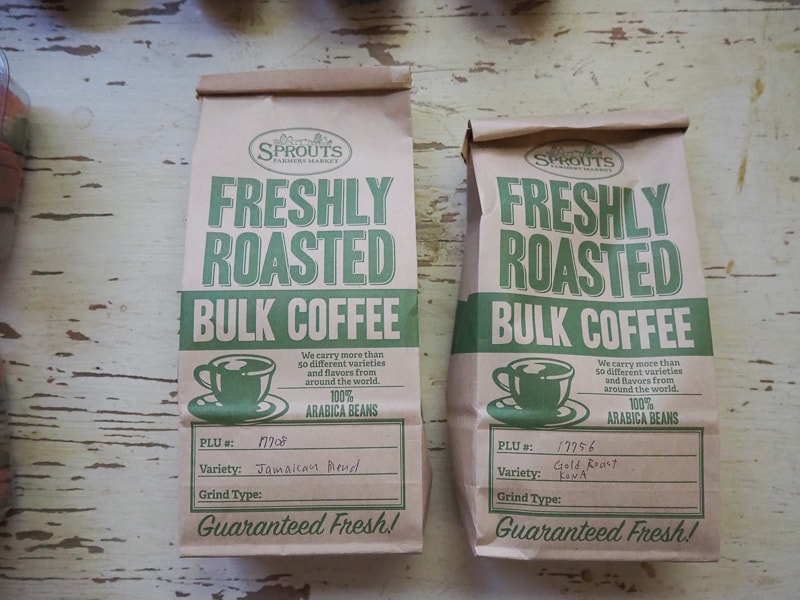 SPROUTS
FARMERS MARKET
FRESHLY
ROASTED
BULK COFFEE
We carry more than
50 different varieties
and flavors from
around the world.
100%
ARABICA BEANS
PLU #: 17708
Variety: Jamaican Blend
Grind Type:
Guaranteed Fresh!
SPROUTS
FARMERS MARKET
FRESHLY
ROASTED
BULK COFFEE
We carry more than
50 different varieties
and flavors from
around the world.
100%
ARABICA BEANS
PLU #: 17756
Variety: Gold Roast
KONA
Grind Type:
Guaranteed Fresh!